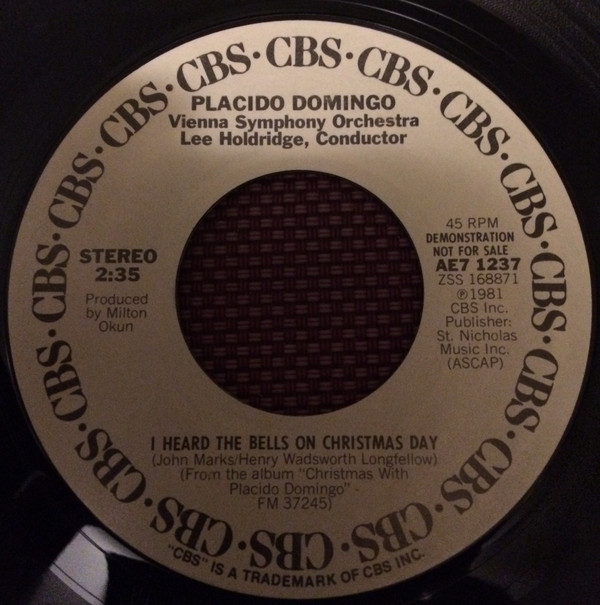 CBS · CBS · CBS · CBS · CBS · CBS · CBS · CBS · CBS · CBS · CBS · CBS · CBS · CBS · CBS · CBS
PLACIDO DOMINGO
Vienna Symphony Orchestra
Lee Holdridge, Conductor
STEREO
2:35
Produced
by Milton
Okun
45 RPM
DEMONSTRATION
NOT FOR SALE
AE7 1237
ZSS 168871
℗1981
CBS Inc.
Publisher:
St. Nicholas
Music Inc.
(ASCAP)
I HEARD THE BELLS ON CHRISTMAS DAY
(John Marks/Henry Wadsworth Longfellow)
(From the album "Christmas With
Placido Domingo" -
FM 37245)
"CBS" IS A TRADEMARK OF CBS INC.